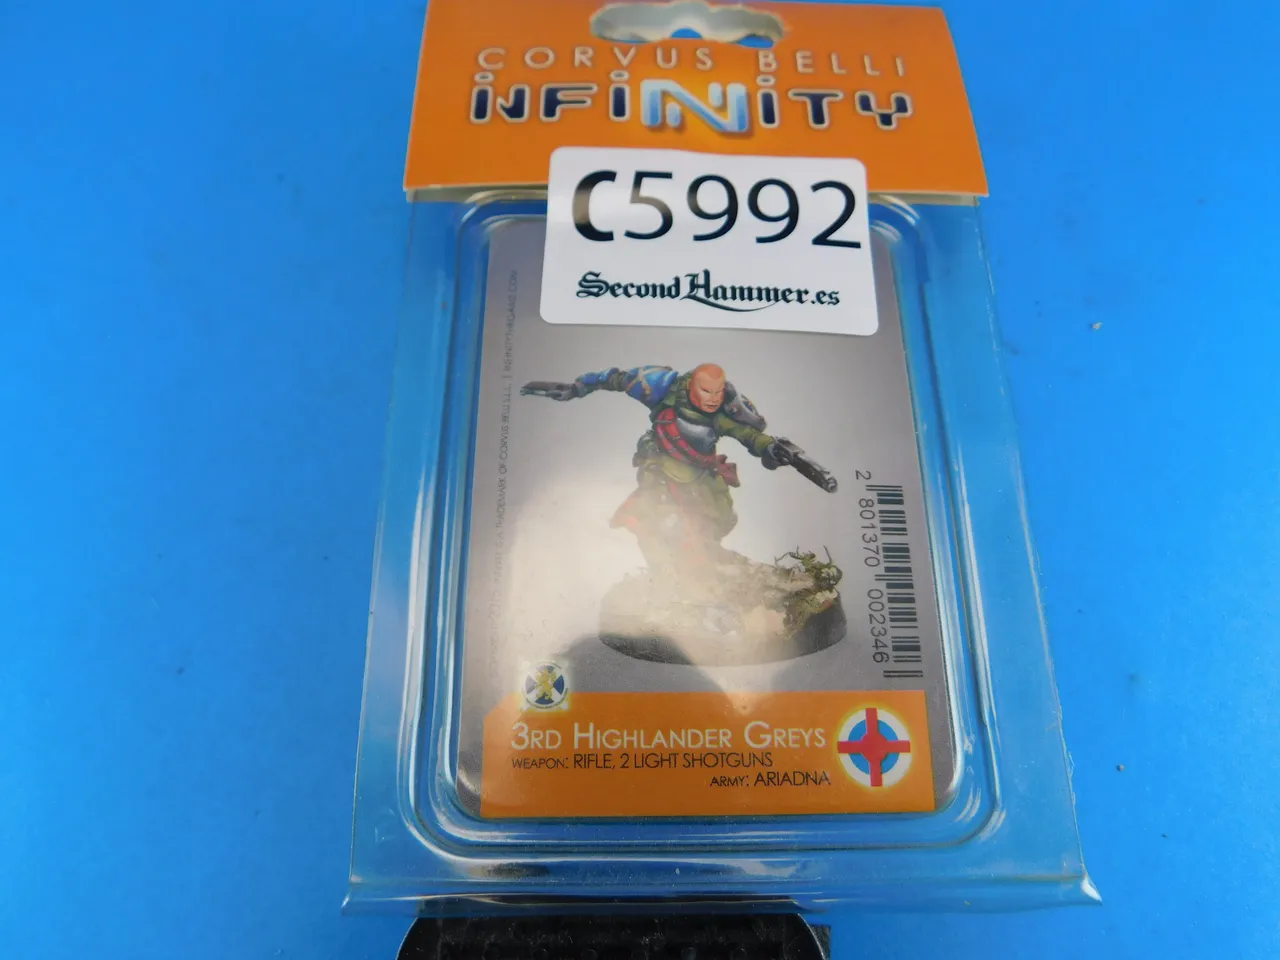 CORVUS BELLI
iNFiNiTY
C5992
SecondHammer.es
2 801370 002346
3RD HIGHLANDER GREYS
WEAPON: RIFLE, 2 LIGHT SHOTGUNS
ARMY: ARIADNA